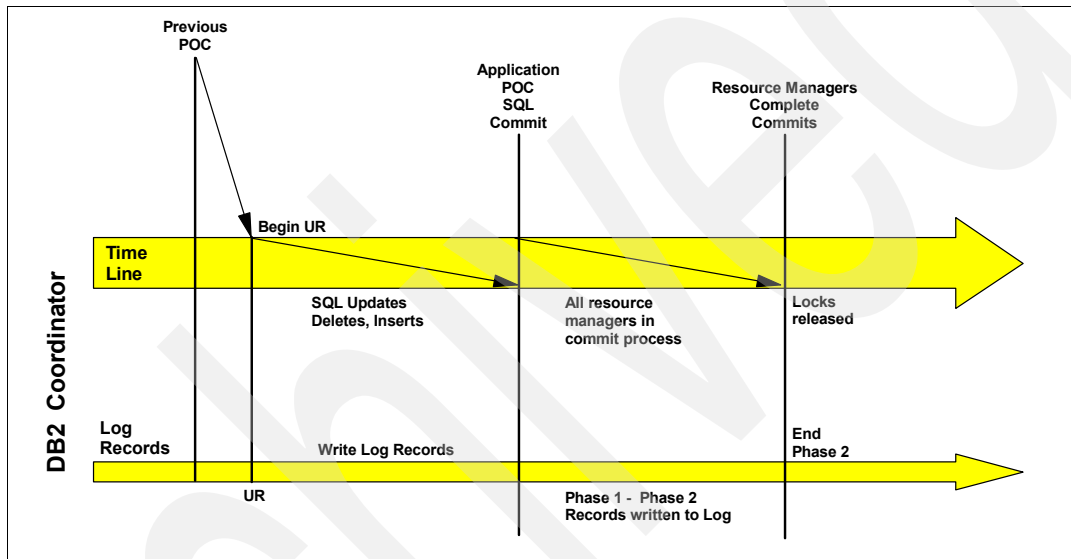 Previous
POC
Application
POC
SQL
Commit
Resource Managers
Complete
Commits
Begin UR
Time
Line
SQL Updates
Deletes, Inserts
All resource
managers in
commit process
Locks
released
DB2 Coordinator
Log
Records
Write Log Records
End
Phase 2
UR
Phase 1 - Phase 2
Records written to Log